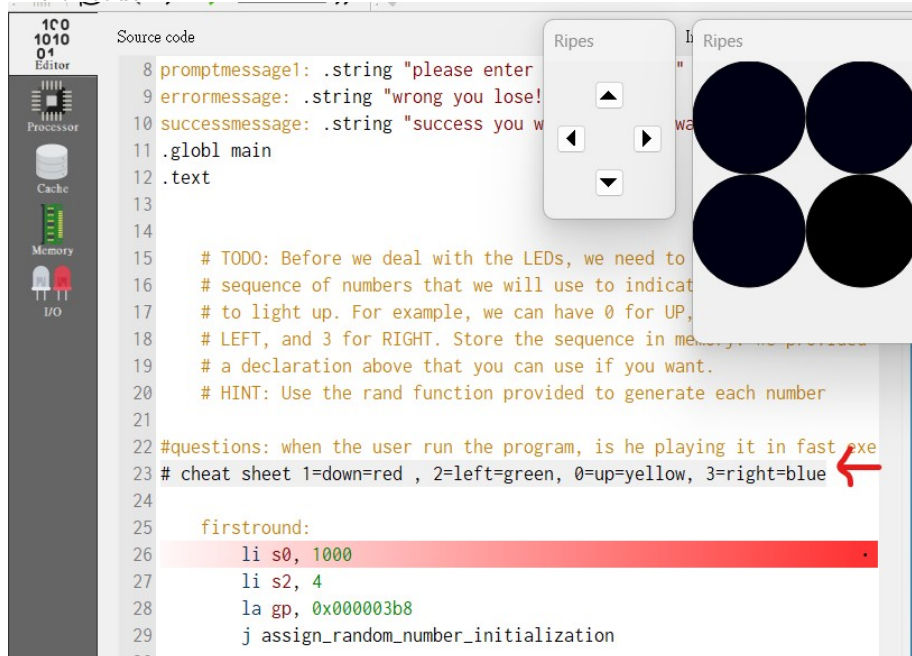 Editor
Processor
Cache
Memory
I/O
Source code
8 promptmessage1: .string "please enter "
9 errormessage: .string "wrong you lose!
10 successmessage: .string "success you w
11 .globl main
12 .text
13
14
15 # TODO: Before we deal with the LEDs, we need to
16 # sequence of numbers that we will use to indicat
17 # to light up. For example, we can have 0 for UP,
18 # LEFT, and 3 for RIGHT. Store the sequence in memory. We provided
19 # a declaration above that you can use if you want.
20 # HINT: Use the rand function provided to generate each number
21
22 #questions: when the user run the program, is he playing it in fast exe
23 # cheat sheet 1=down=red , 2=left=green, 0=up=yellow, 3=right=blue
24
25 firstround:
26 li s0, 1000
27 li s2, 4
28 la gp, 0x000003b8
29 j assign_random_number_initialization
Ripes
Ripes